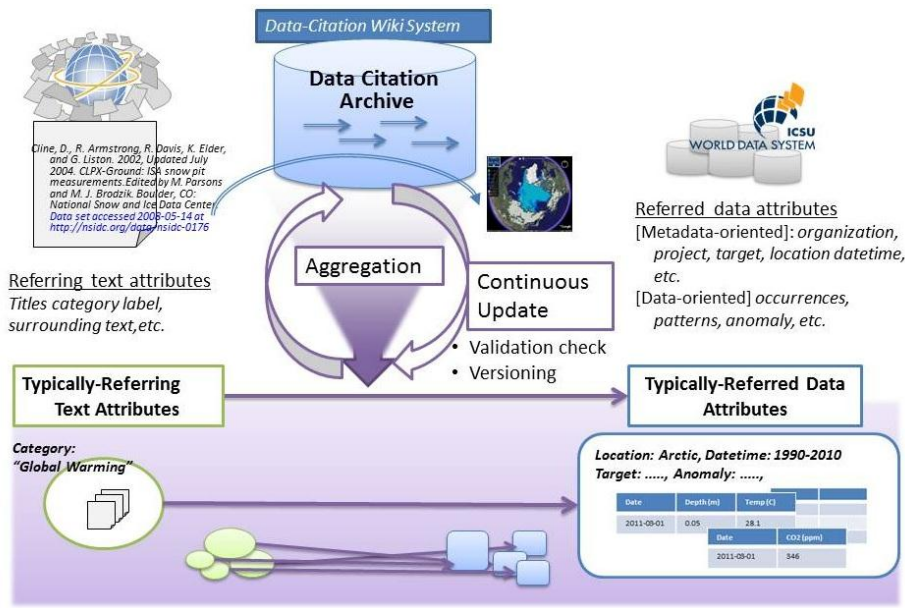 Data-Citation Wiki System
Data Citation
Archive
Cline, D., R. Armstrong, R. Davis, K. Elder,
and G. Liston. 2002, Updated July
2004. CLPX-Ground: ISA snow pit
measurements.Edited by M. Parsons
and M. J. Brodzik. Boulder, CO:
National Snow and Ice Data Center.
Data set accessed 2008-05-14 at
http://nsidc.org/data/nsidc-0176
ICSU
WORLD DATA SYSTEM
Referring text attributes
Titles category label,
surrounding text,etc.
Aggregation
Continuous
Update
• Validation check
• Versioning
Referred data attributes
[Metadata-oriented]: organization,
project, target, location datetime,
etc.
[Data-oriented] occurrences,
patterns, anomaly, etc.
Typically-Referring
Text Attributes
Typically-Referred Data
Attributes
Category:
“Global Warming”
Location: Arctic, Datetime: 1990-2010
Target: ....., Anomaly: .....,
Date Depth (m) Temp (C)
2011-03-01 0.05 28.1
Date CO2 (ppm)
2011-03-01 346